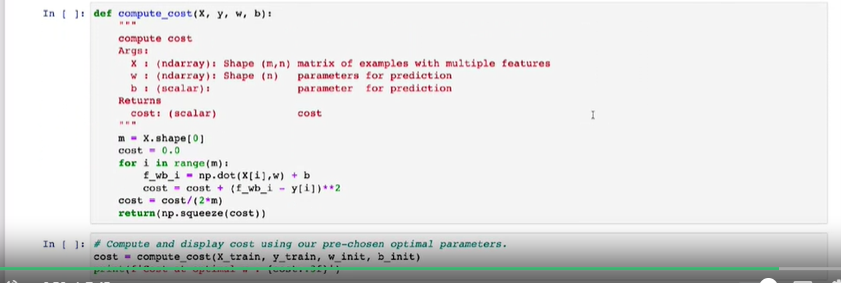 In [ ]: def compute_cost(X, y, w, b):
"""
compute cost
Args:
X : (ndarray): Shape (m,n) matrix of examples with multiple features
w : (ndarray): Shape (n) parameters for prediction
b : (scalar): parameter for prediction
Returns
cost: (scalar) cost
"""
m = X.shape[0]
cost = 0.0
for i in range(m):
f_wb_i = np.dot(X[i],w) + b
cost = cost + (f_wb_i - y[i])**2
cost = cost/(2*m)
return(np.squeeze(cost))
In [ ]: # Compute and display cost using our pre-chosen optimal parameters.
cost = compute_cost(X_train, y_train, w_init, b_init)